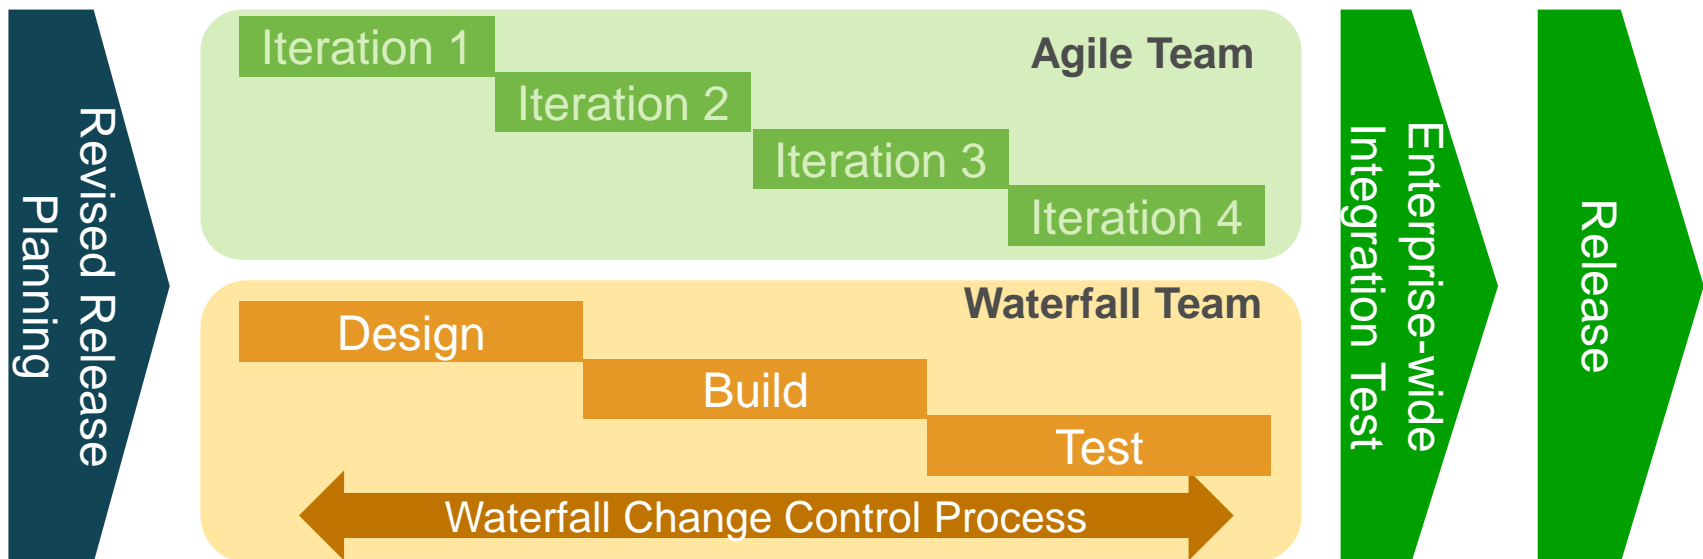 Revised Release
Planning
Agile Team
Iteration 1
Iteration 2
Iteration 3
Iteration 4
Waterfall Team
Design
Build
Test
Waterfall Change Control Process
Enterprise-wide
Integration Test
Release